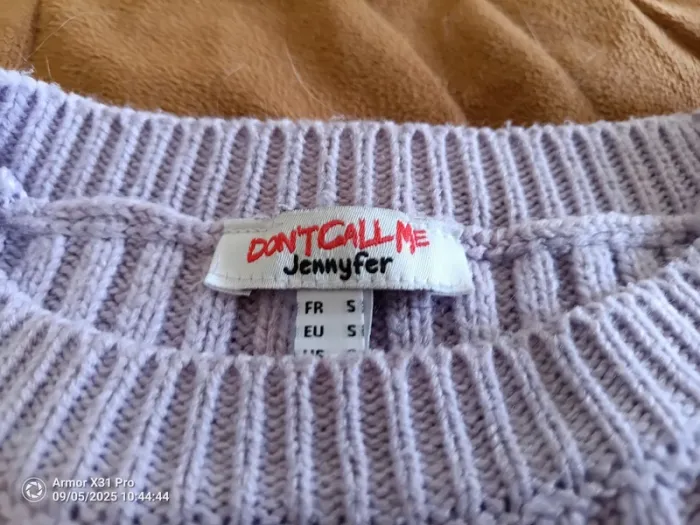 DON'T CALL ME
Jennyfer
FR S
EU S
Armor X31 Pro
09/05/2025 10:44:44